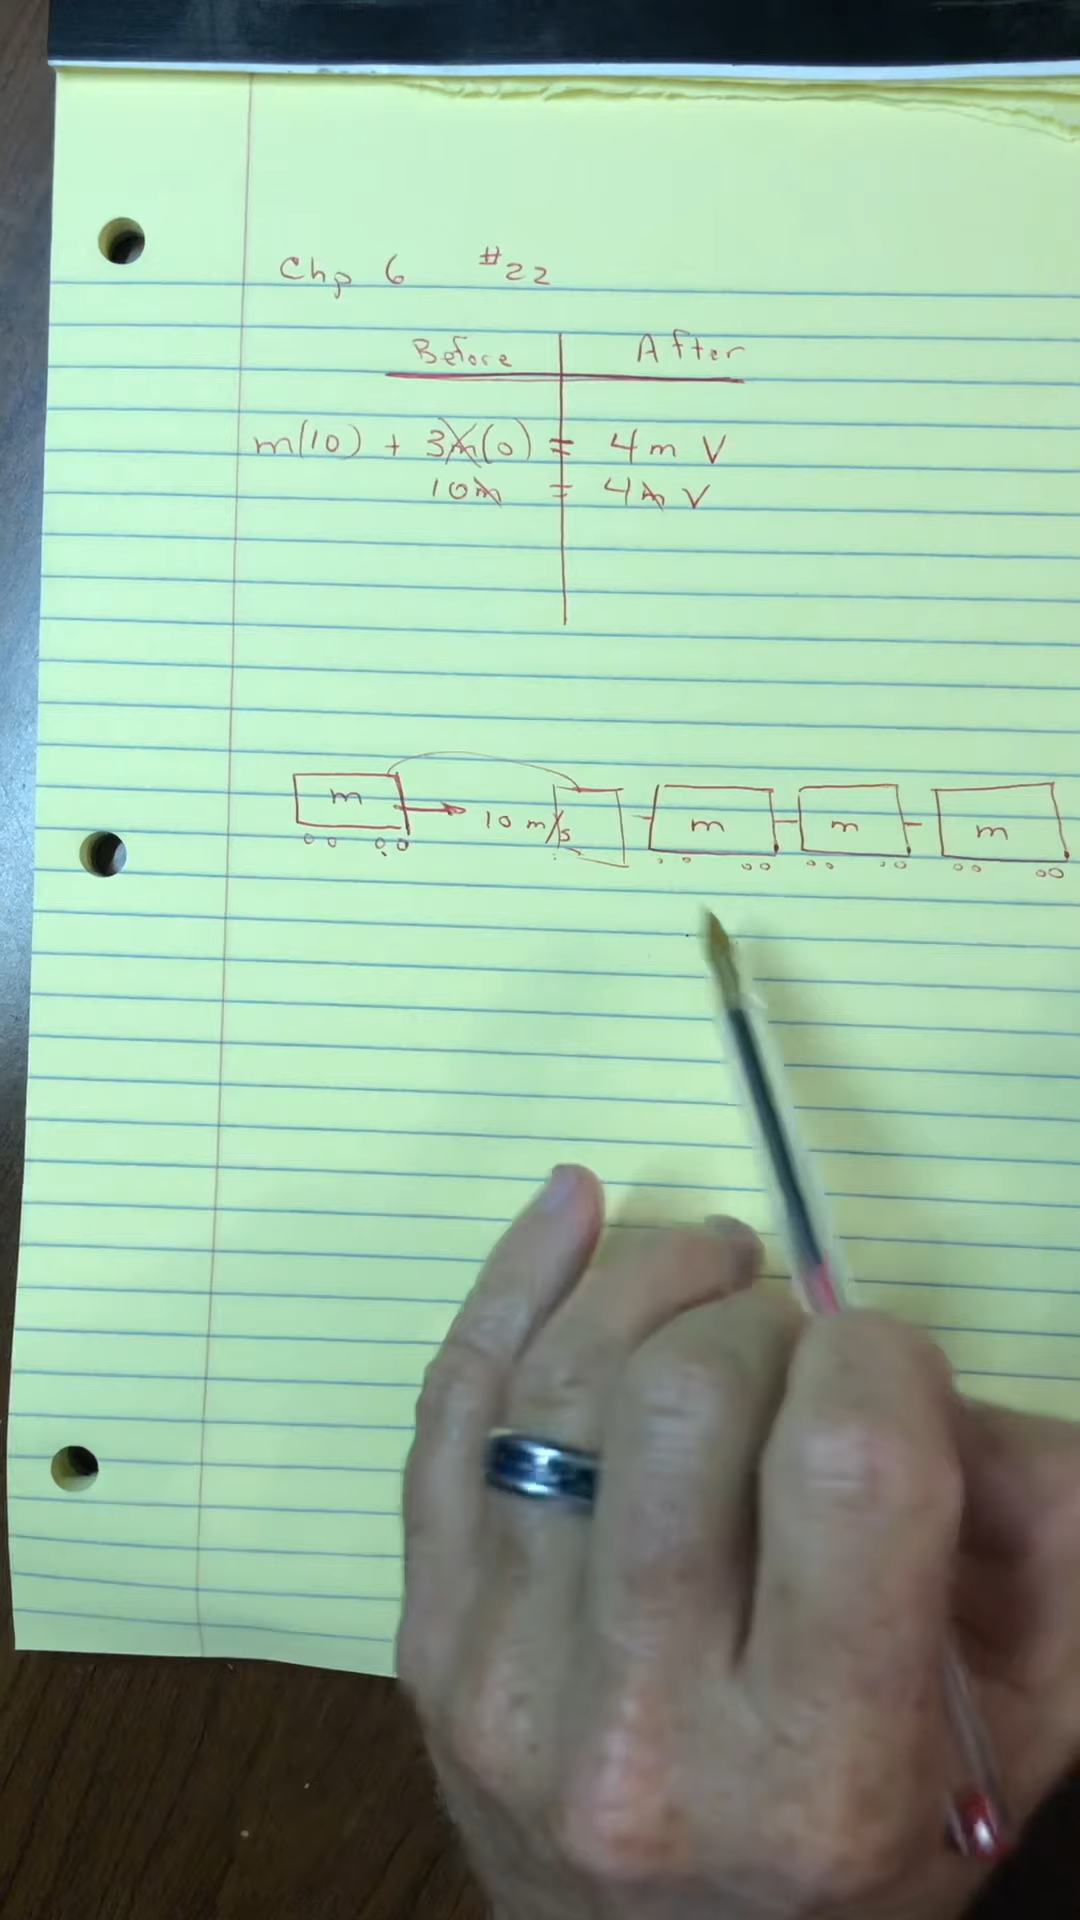 Chp 6 #22
Before After
m(10) + 3m(0) = 4m V
10m = 4m V
m 10 m/s m m m